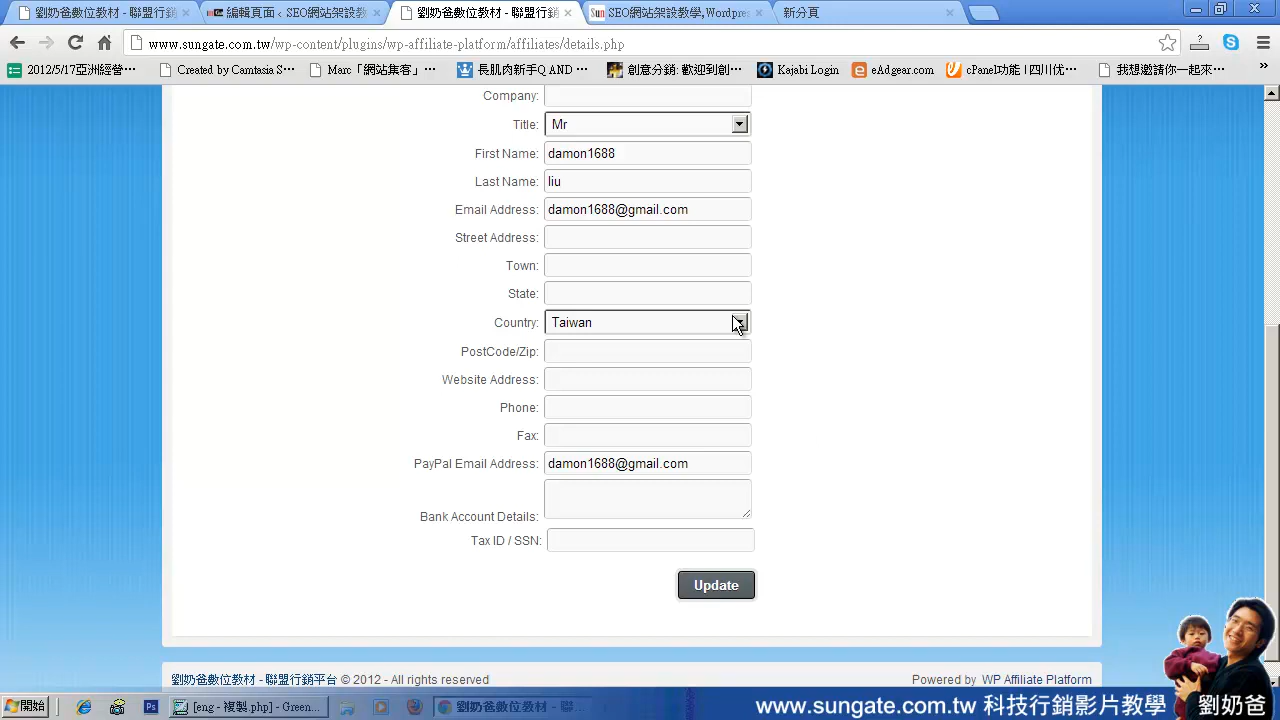 劉奶爸數位教材 - 聯盟行銷
編輯頁面 ‹ SEO網站架設教
劉奶爸數位教材 - 聯盟行銷
SEO網站架設教學,Wordpres
新分頁
www.sungate.com.tw/wp-content/plugins/wp-affiliate-platform/affiliates/details.php
2012/5/17亞洲經營…
Created by Camtasia S…
Marc「網站集客」…
長肌肉新手Q AND …
創意分銷: 歡迎到創…
Kajabi Login
eAdgear.com
cPanel功能 | 四川优…
我想邀請你一起來…
»
Company:
Title: Mr
First Name: damon1688
Last Name: liu
Email Address: damon1688@gmail.com
Street Address:
Town:
State:
Country: Taiwan
PostCode/Zip:
Website Address:
Phone:
Fax:
PayPal Email Address: damon1688@gmail.com
Bank Account Details:
Tax ID / SSN:
Update
劉奶爸數位教材 - 聯盟行銷平台 © 2012 - All rights reserved
Powered by WP Affiliate Platform
開始
[page - 複製.php] - Graph…
劉奶爸數位教材 - 聯…
www.sungate.com.tw 科技行銷影片教學
劉奶爸